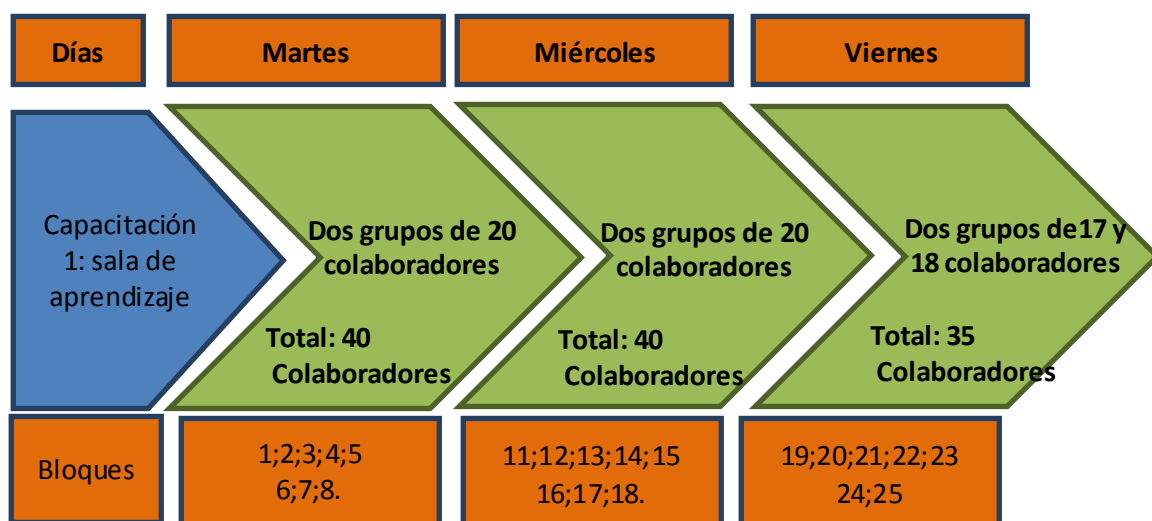 Días
Martes
Miércoles
Viernes
Capacitación
1: sala de
aprendizaje
Dos grupos de 20
colaboradores
Total: 40
Colaboradores
Dos grupos de 20
colaboradores
Total: 40
Colaboradores
Dos grupos de17 y
18 colaboradores
Total: 35
Colaboradores
Bloques
1;2;3;4;5
6;7;8.
11;12;13;14;15
16;17;18.
19;20;21;22;23
24;25